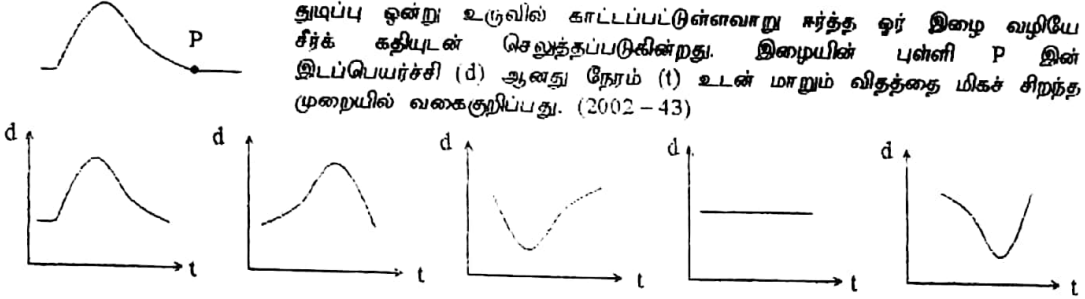 துடிப்பு ஒன்று உருவில் காட்டப்பட்டுள்ளவாறு ஈர்த்த ஓர் இழை வழியே
சீர்க் கதியுடன் செலுத்தப்படுகின்றது. இழையின் புள்ளி P இன்
இடப்பெயர்ச்சி (d) ஆனது நேரம் (t) உடன் மாறும் விதத்தை மிகச் சிறந்த
முறையில் வகைகுறிப்பது. (2002 – 43)
P
d t
d t
d t
d t
d t